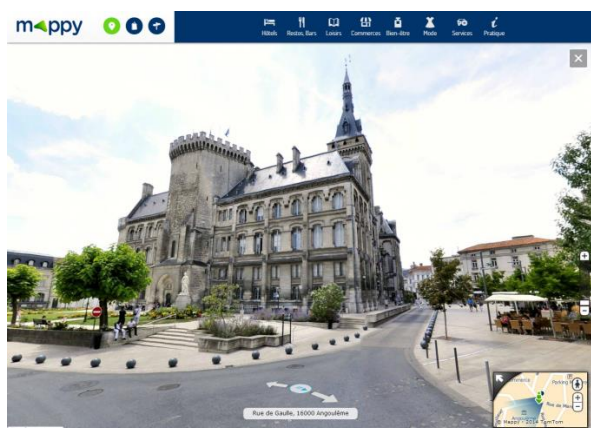 mappy
Hôtels Restos, Bars Loisirs Commerces Bien-être Mode Services Pratique
Rue de Gaulle, 16000 Angoulême
Angoulême
© Mappy - 2014 TomTom